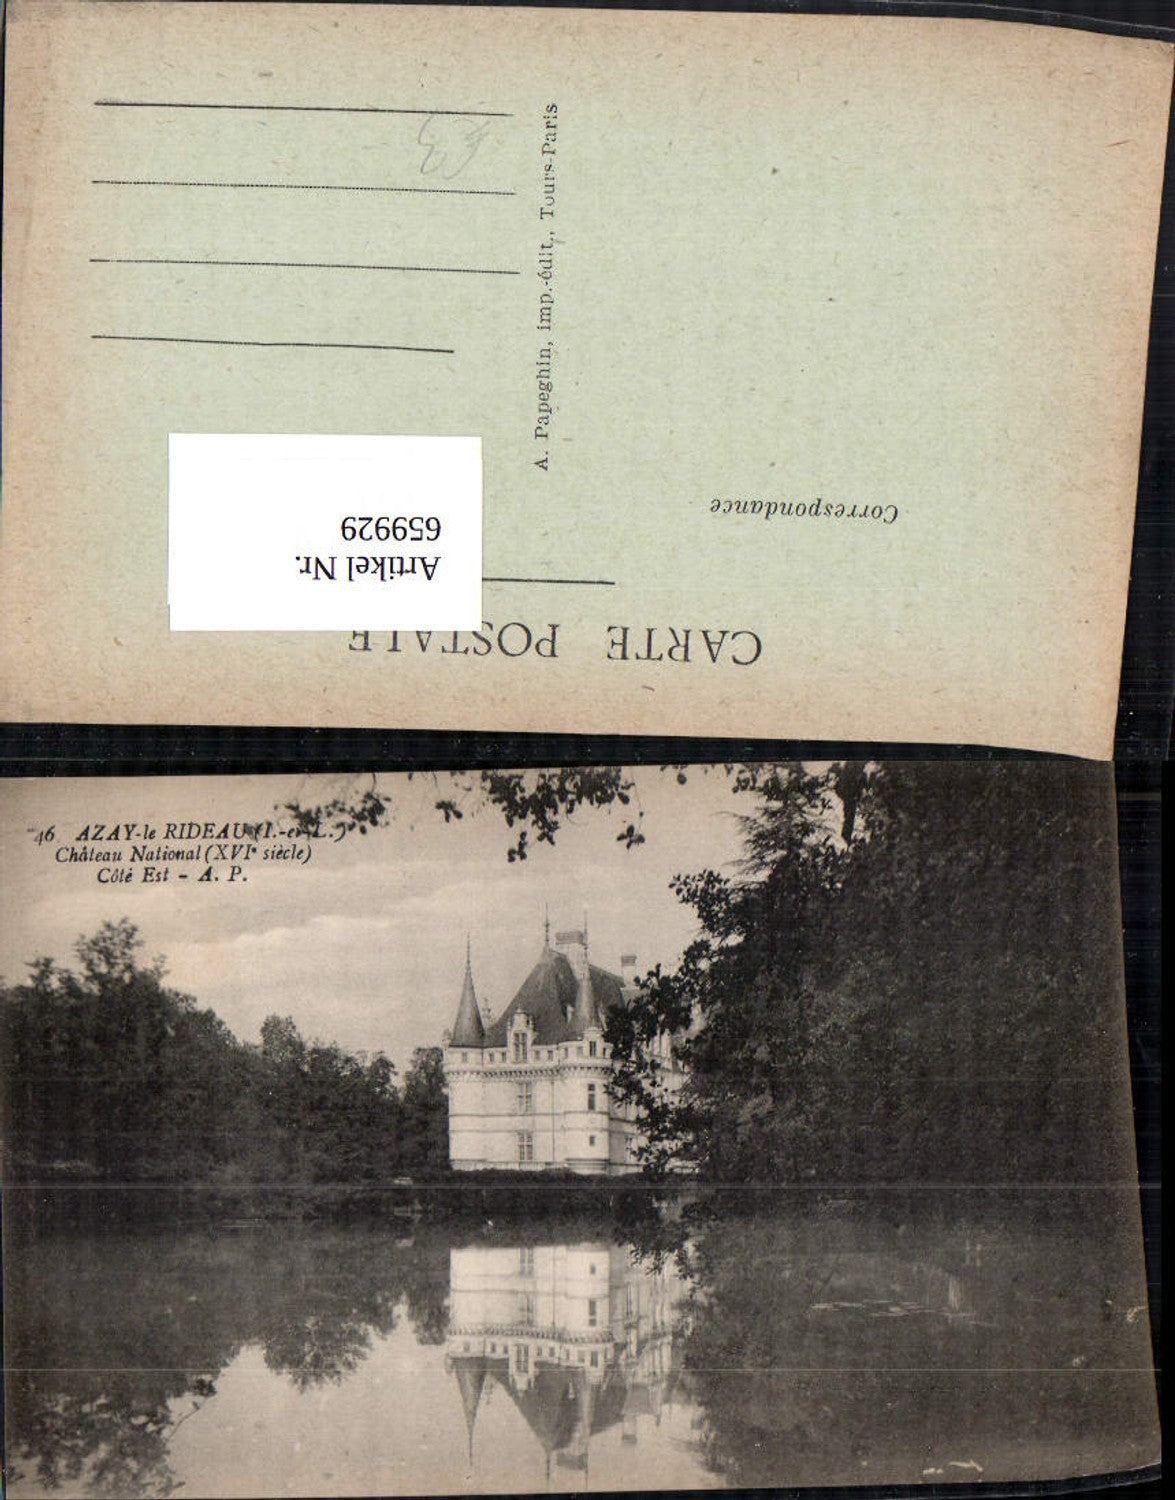 CARTE POSTALE
Correspondance
A. Papeghin, imp.-édit., Tours-Paris
Artikel Nr.
659929
46 AZAY-le RIDEAU (I.-et-L.)
Château National (XVIe siècle)
Côté Est - A. P.